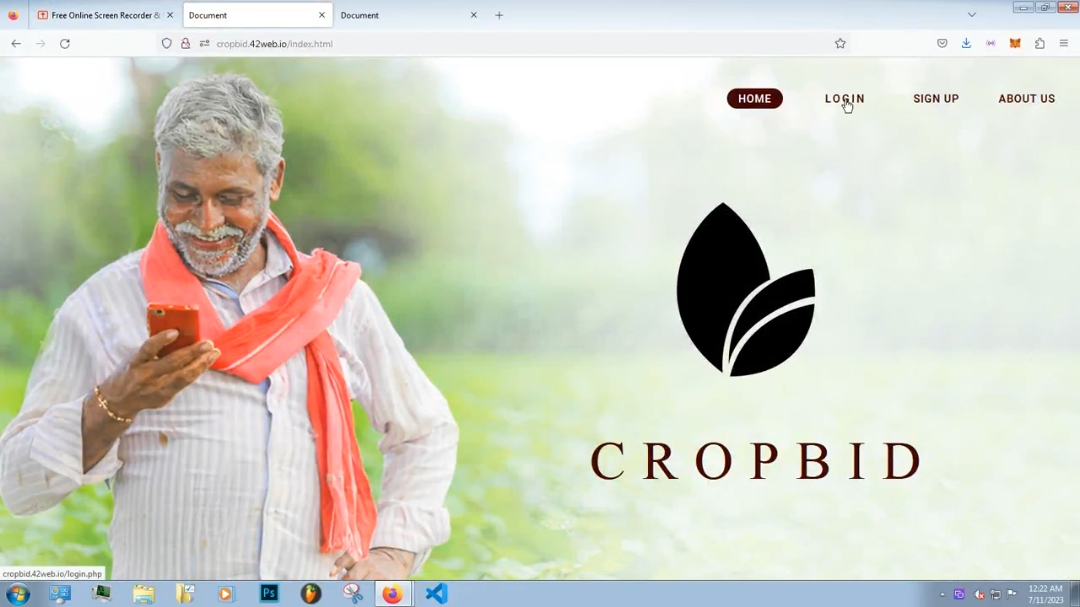 Free Online Screen Recorder &
Document
Document
cropbid.42web.io/index.html
HOME
LOGIN
SIGN UP
ABOUT US
CROPBID
cropbid.42web.io/login.php
Ps
12:22 AM
7/11/2023